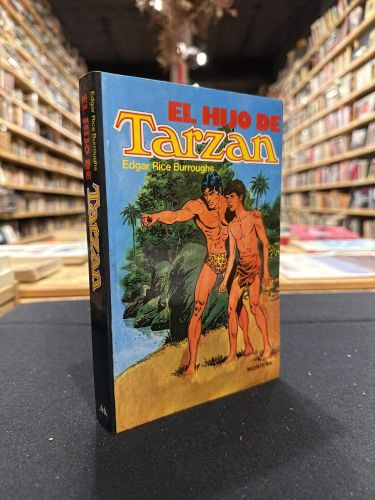 EL HIJO DE
Tarzan
Edgar Rice Burroughs
MONTENA
Edgar Rice Burroughs
EL HIJO DE
TARZAN
M